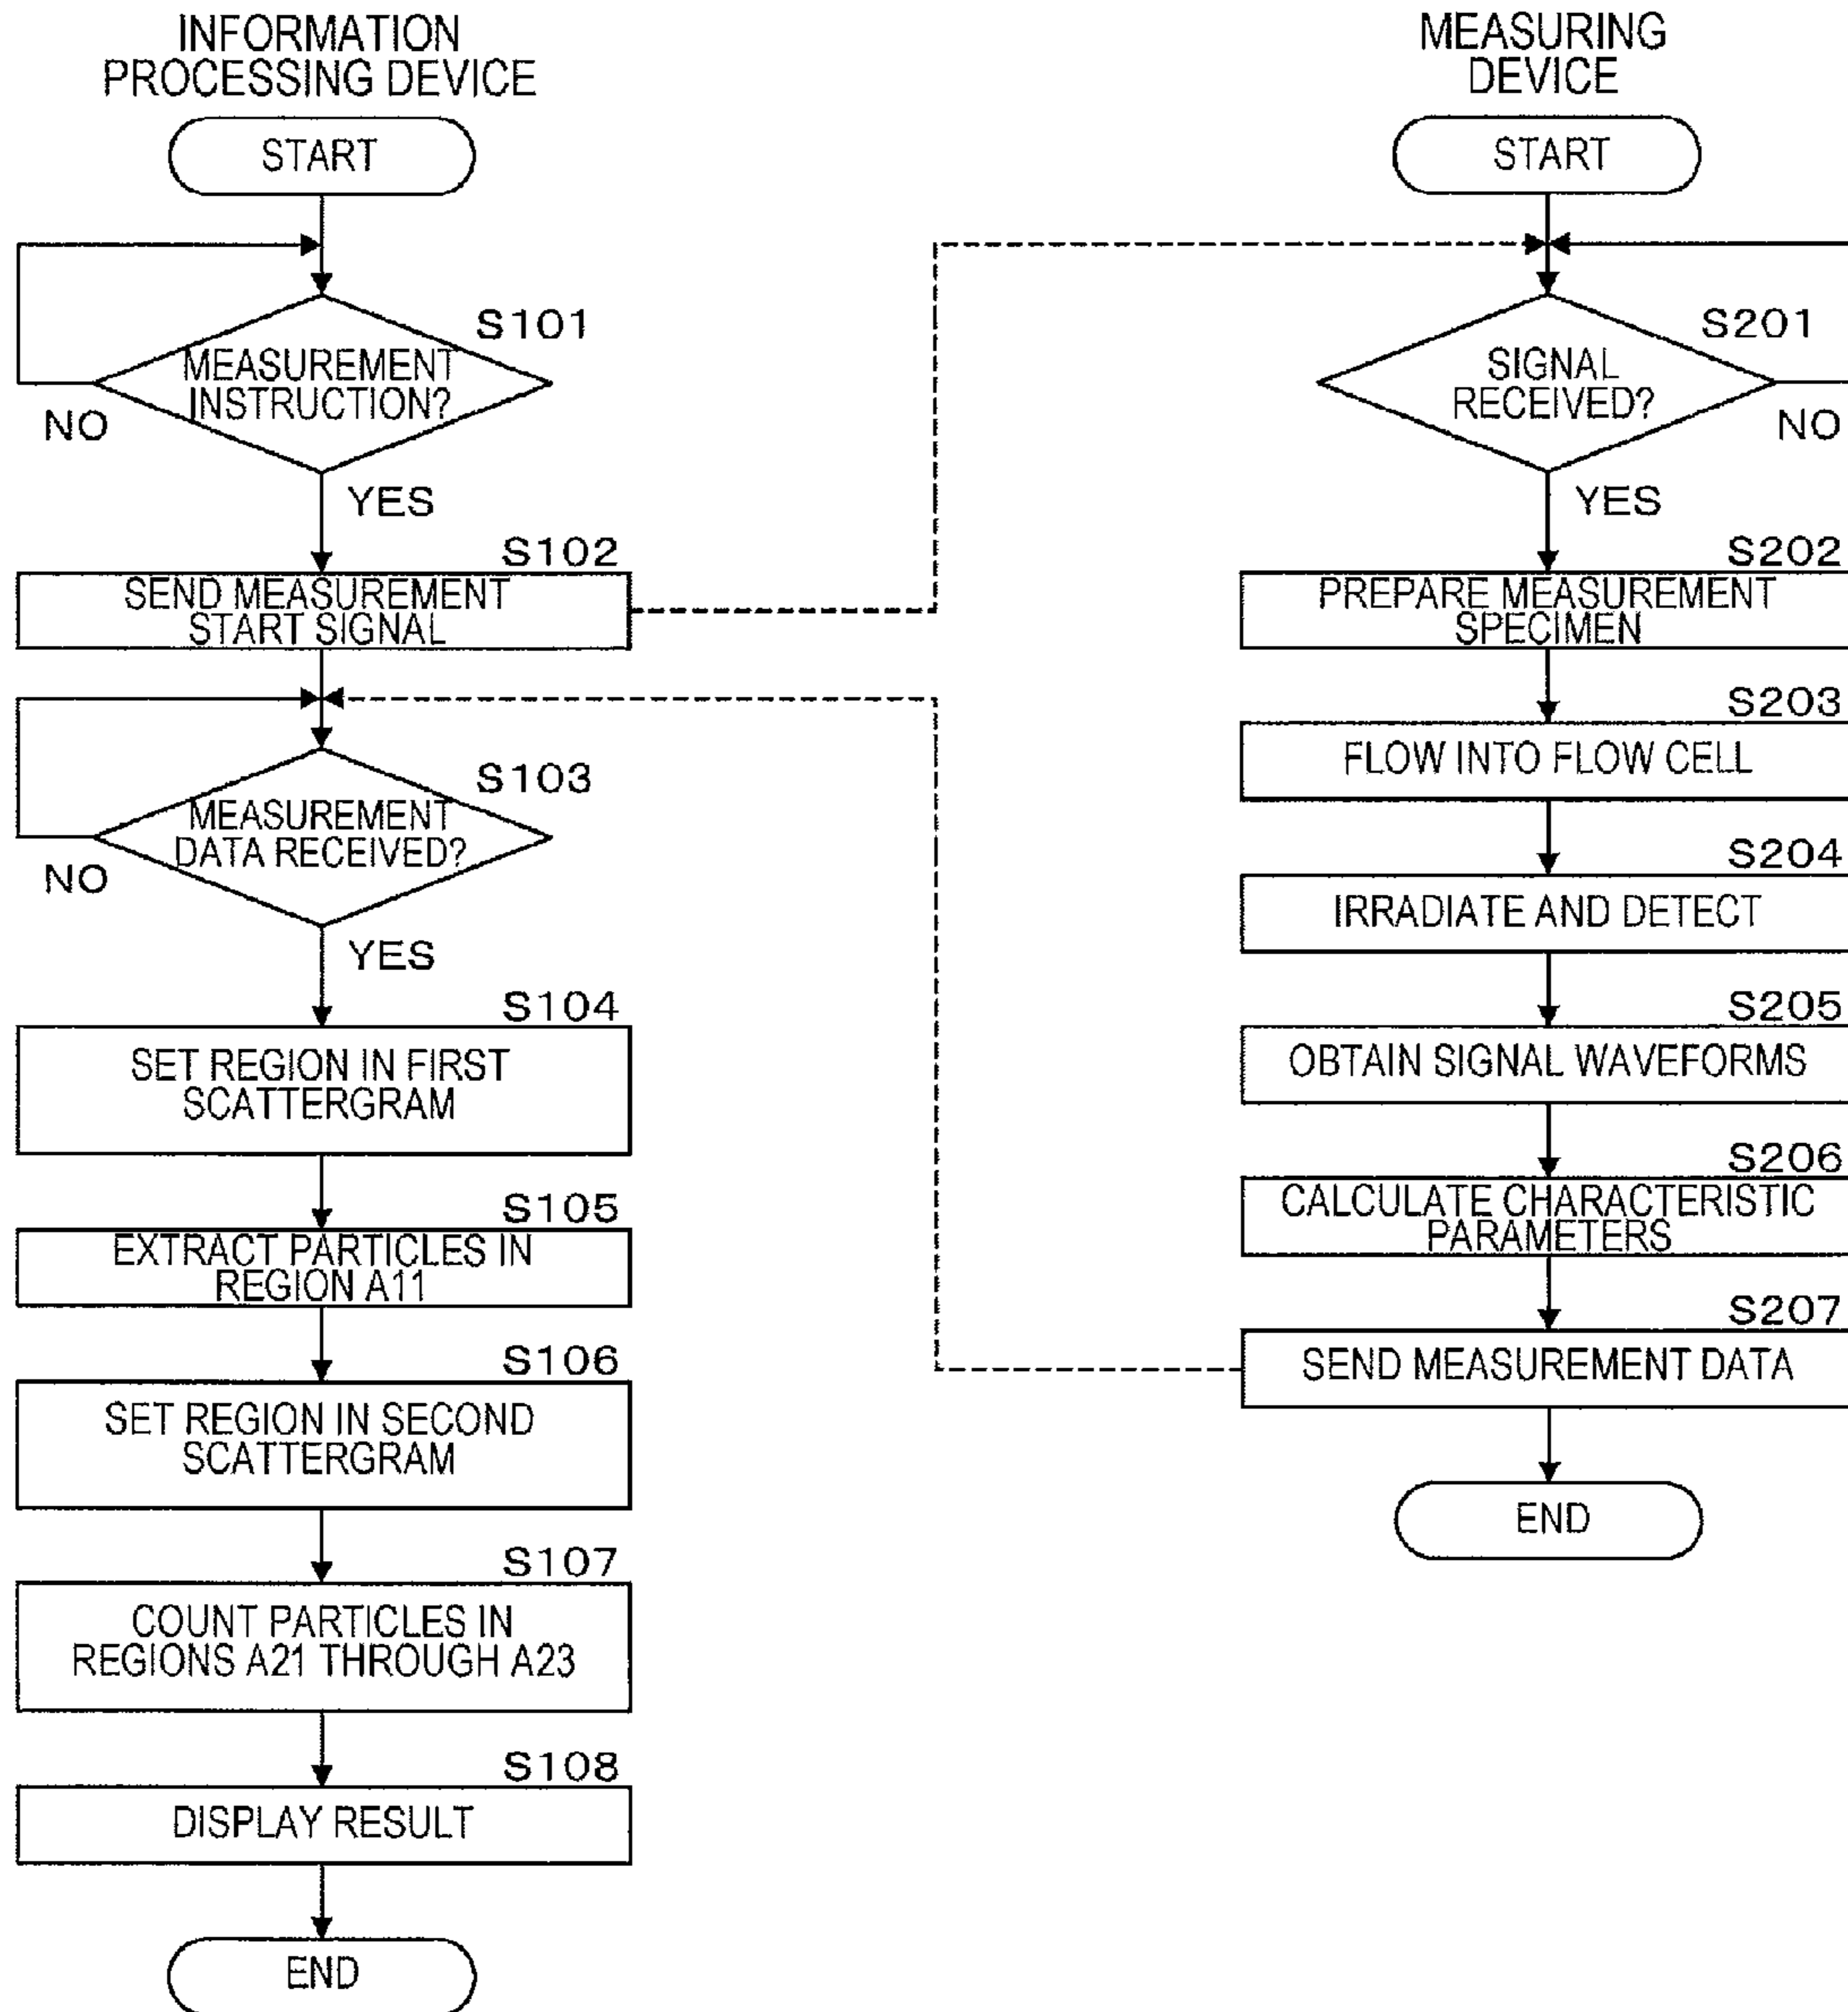 INFORMATION
PROCESSING DEVICE
START
S101
MEASUREMENT
INSTRUCTION?
NO
YES
S102
SEND MEASUREMENT
START SIGNAL
S103
MEASUREMENT
DATA RECEIVED?
NO
YES
S104
SET REGION IN FIRST
SCATTERGRAM
S105
EXTRACT PARTICLES IN
REGION A11
S106
SET REGION IN SECOND
SCATTERGRAM
S107
COUNT PARTICLES IN
REGIONS A21 THROUGH A23
S108
DISPLAY RESULT
END
MEASURING
DEVICE
START
S201
SIGNAL
RECEIVED?
NO
YES
S202
PREPARE MEASUREMENT
SPECIMEN
S203
FLOW INTO FLOW CELL
S204
IRRADIATE AND DETECT
S205
OBTAIN SIGNAL WAVEFORMS
S206
CALCULATE CHARACTERISTIC
PARAMETERS
S207
SEND MEASUREMENT DATA
END